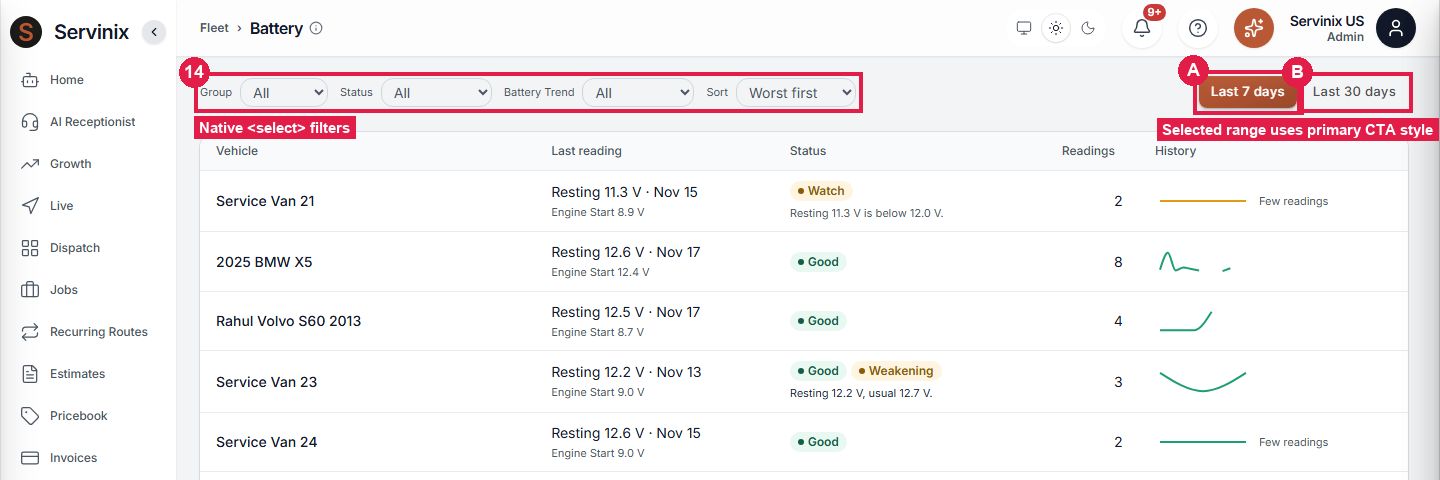 S Servinix
Fleet › Battery
9+
Servinix US
Admin
Home
AI Receptionist
Growth
Live
Dispatch
Jobs
Recurring Routes
Estimates
Pricebook
Invoices
14
A
B
Group All Status All Battery Trend All Sort Worst first
Last 7 days Last 30 days
Native <select> filters
Selected range uses primary CTA style
Vehicle Last reading Status Readings History
Service Van 21 Resting 11.3 V · Nov 15 Watch 2 Few readings
Engine Start 8.9 V Resting 11.3 V is below 12.0 V.
2025 BMW X5 Resting 12.6 V · Nov 17 Good 8
Engine Start 12.4 V
Rahul Volvo S60 2013 Resting 12.5 V · Nov 17 Good 4
Engine Start 8.7 V
Service Van 23 Resting 12.2 V · Nov 13 Good Weakening 3
Engine Start 9.0 V Resting 12.2 V, usual 12.7 V.
Service Van 24 Resting 12.6 V · Nov 15 Good 2 Few readings
Engine Start 9.0 V